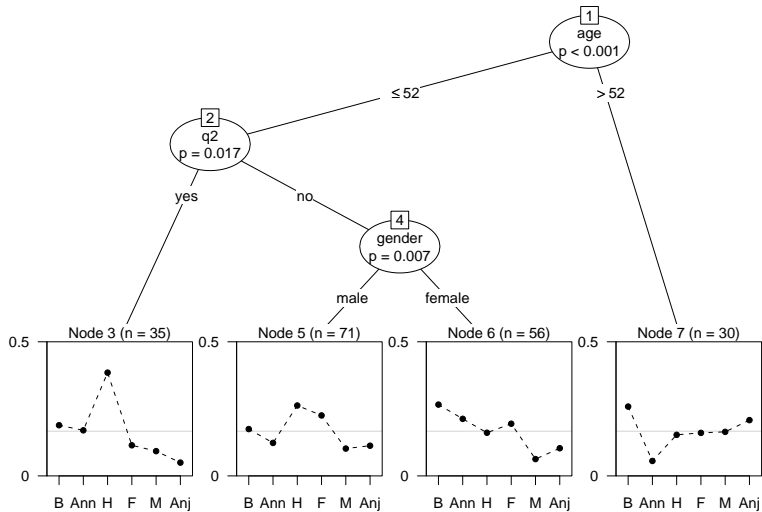 1
age
p < 0.001
≤ 52
> 52
2
q2
p = 0.017
yes
no
4
gender
p = 0.007
male
female
Node 3 (n = 35)
0.5
0
B Ann H F M Anj
Node 5 (n = 71)
0.5
0
B Ann H F M Anj
Node 6 (n = 56)
0.5
0
B Ann H F M Anj
Node 7 (n = 30)
0.5
0
B Ann H F M Anj